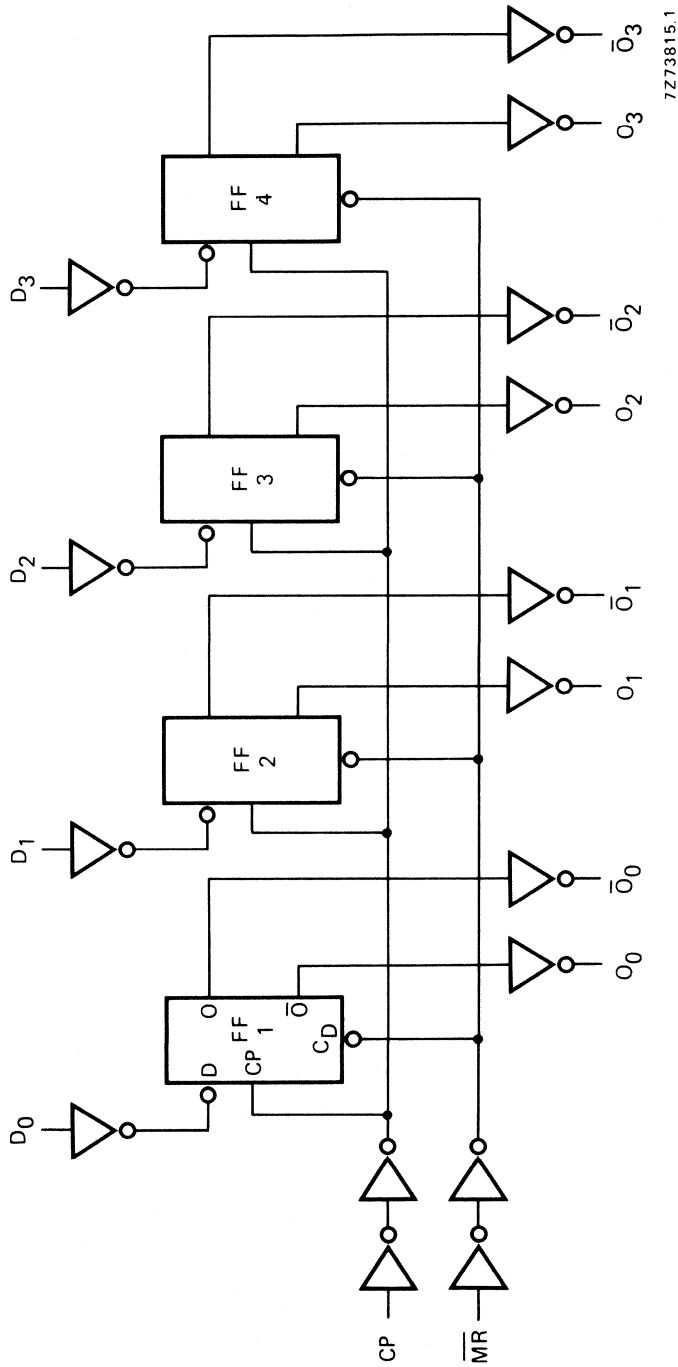 D0
D1
D2
D3
D
O
CP
FF
1
Ō
CD
FF
2
FF
3
FF
4
CP
M̅R̅
O0
Ō0
O1
Ō1
O2
Ō2
O3
Ō3
7Z73815.1